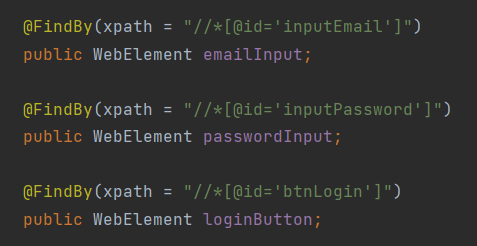 @FindBy(xpath = "//*[@id='inputEmail']")
public WebElement emailInput;
@FindBy(xpath = "//*[@id='inputPassword']")
public WebElement passwordInput;
@FindBy(xpath = "//*[@id='btnLogin']")
public WebElement loginButton;